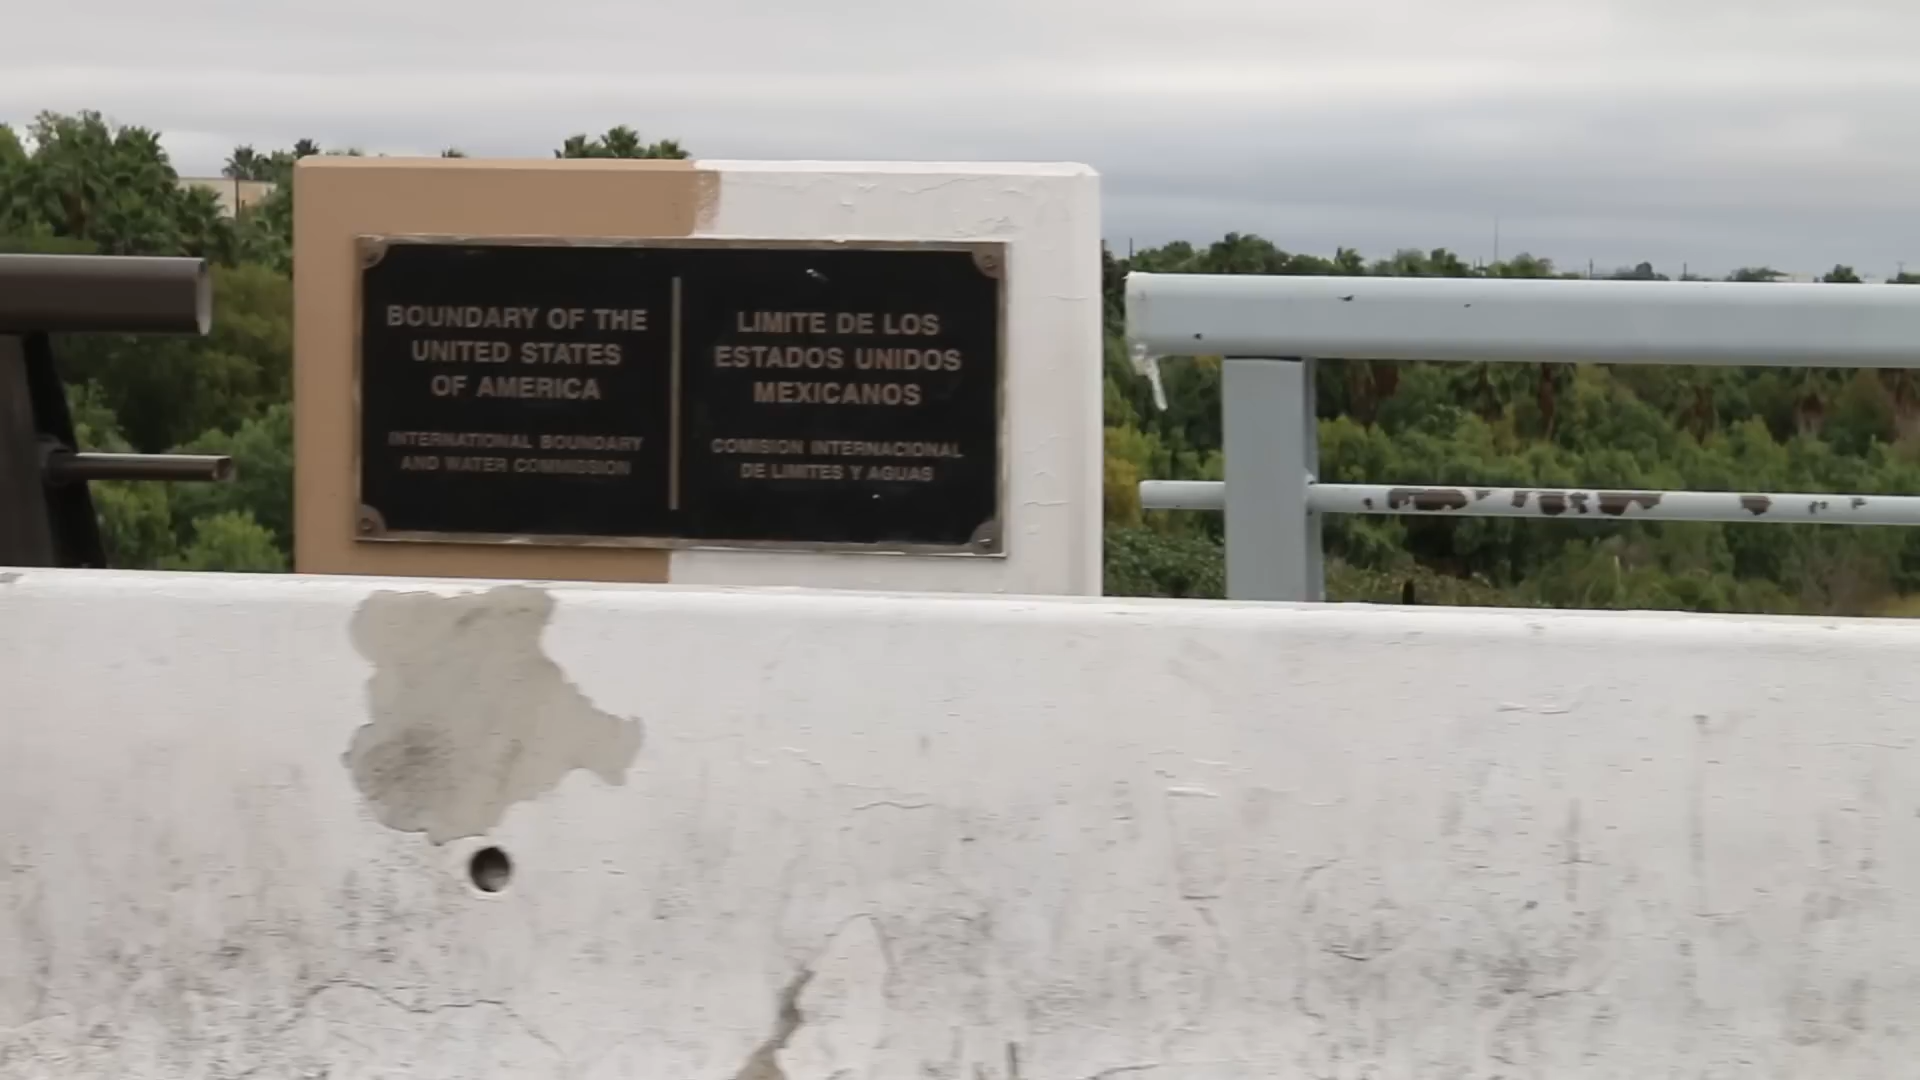 BOUNDARY OF THE
UNITED STATES
OF AMERICA
INTERNATIONAL BOUNDARY
AND WATER COMMISSION
LIMITE DE LOS
ESTADOS UNIDOS
MEXICANOS
COMISION INTERNACIONAL
DE LIMITES Y AGUAS